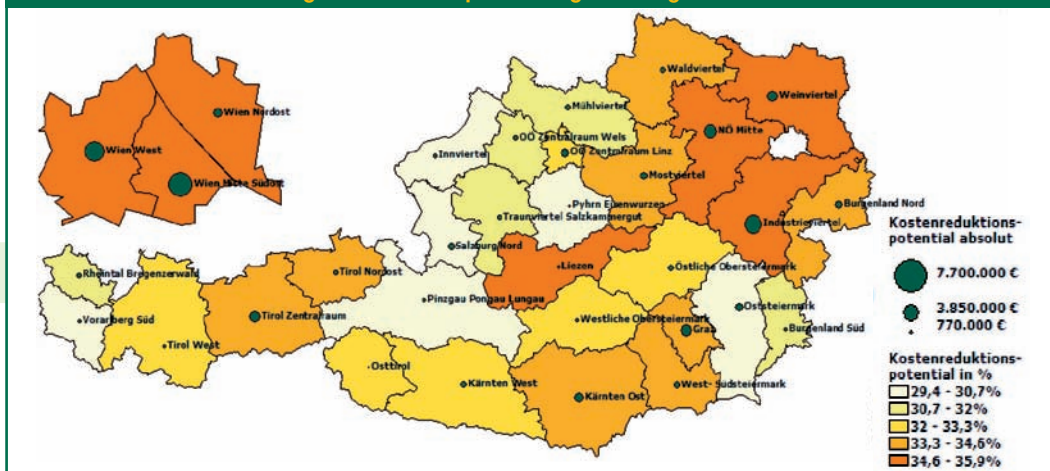 Waldviertel
Weinviertel
Wien Nordost
Mühlviertel
NÖ Mitte
OÖ Zentralraum Wels
Wien West
OÖ Zentralraum Linz
Innviertel
Mostviertel
Wien Mitte Südost
Pyhrn Eisenwurzen
Burgenland Nord
Traunviertel Salzkammergut
Industrieviertel
Kostenreduktions-
potential absolut
7.700.000 €
3.850.000 €
770.000 €
Salzburg Nord
Rheintal Bregenzerwald
Tirol Nordost
Liezen
Östliche Obersteiermark
Pinzgau Pongau Lungau
Oststeiermark
Vorarlberg Süd
Tirol Zentralraum
Westliche Obersteiermark
Graz
Burgenland Süd
Tirol West
Osttirol
Kärnten West
West- Südsteiermark
Kärnten Ost
Kostenreduktions-
potential in %
29,4 - 30,7%
30,7 - 32%
32 - 33,3%
33,3 - 34,6%
34,6 - 35,9%